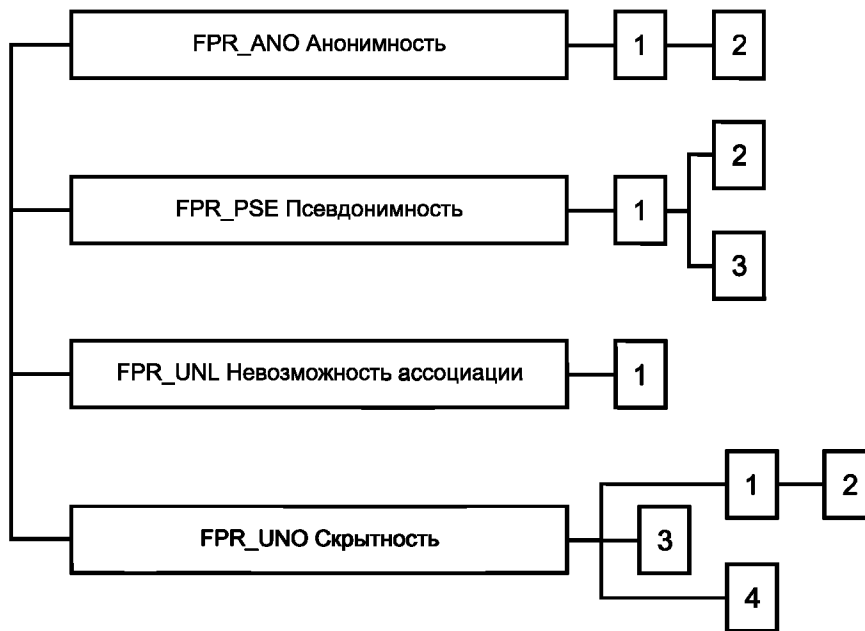 FPR_ANO Анонимность 1 2
2
FPR_PSE Псевдонимность 1
3
FPR_UNL Невозможность ассоциации 1
1 2
FPR_UNO Скрытность 3
4